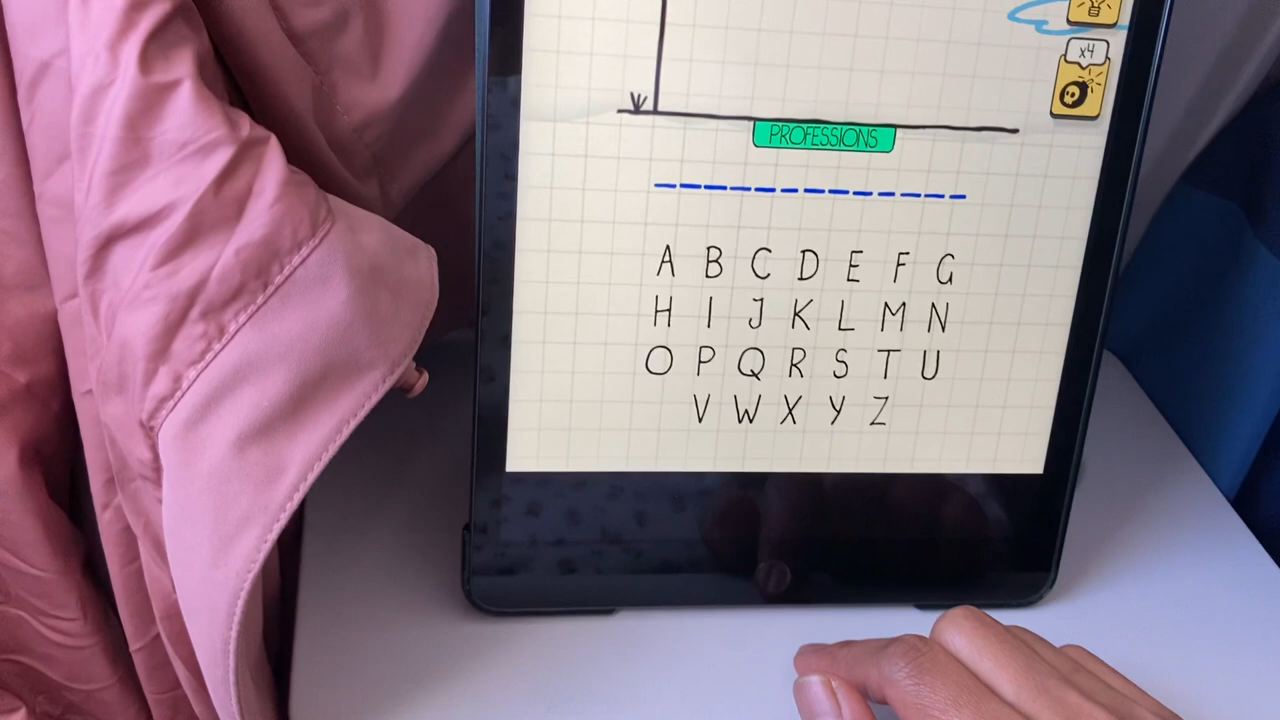 x4
PROFESSIONS
A B C D E F G
H I J K L M N
O P Q R S T U
V W X Y Z